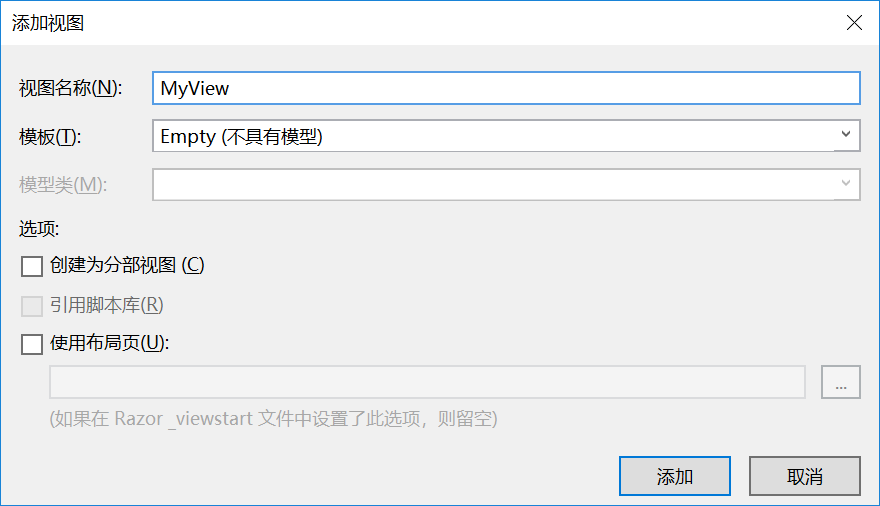 添加视图
视图名称(N): MyView
模板(T): Empty (不具有模型)
模型类(M):
选项:
创建为分部视图 (C)
引用脚本库(R)
使用布局页(U):
...
(如果在 Razor _viewstart 文件中设置了此选项，则留空)
添加 取消